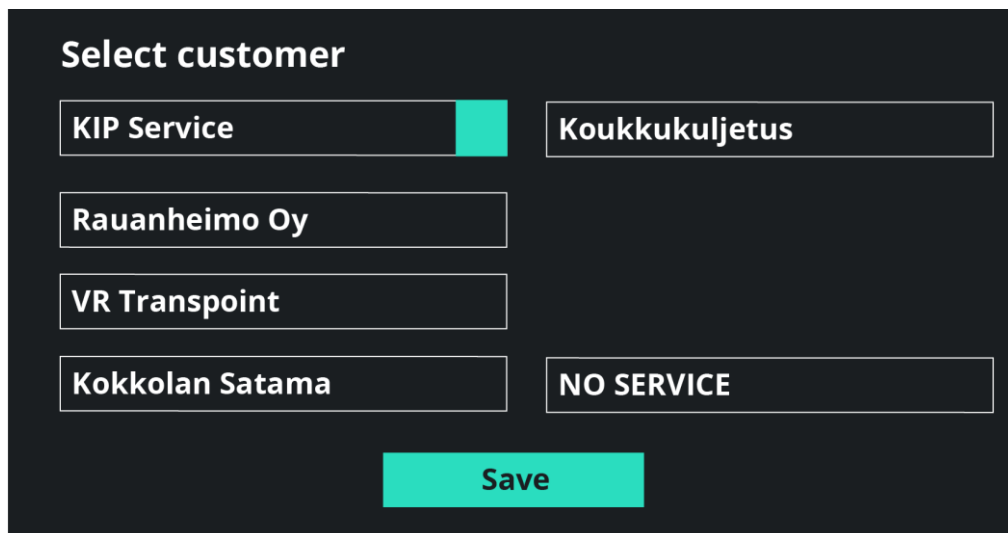 Select customer
KIP Service
Koukkukuljetus
Rauanheimo Oy
VR Transpoint
Kokkolan Satama
NO SERVICE
Save